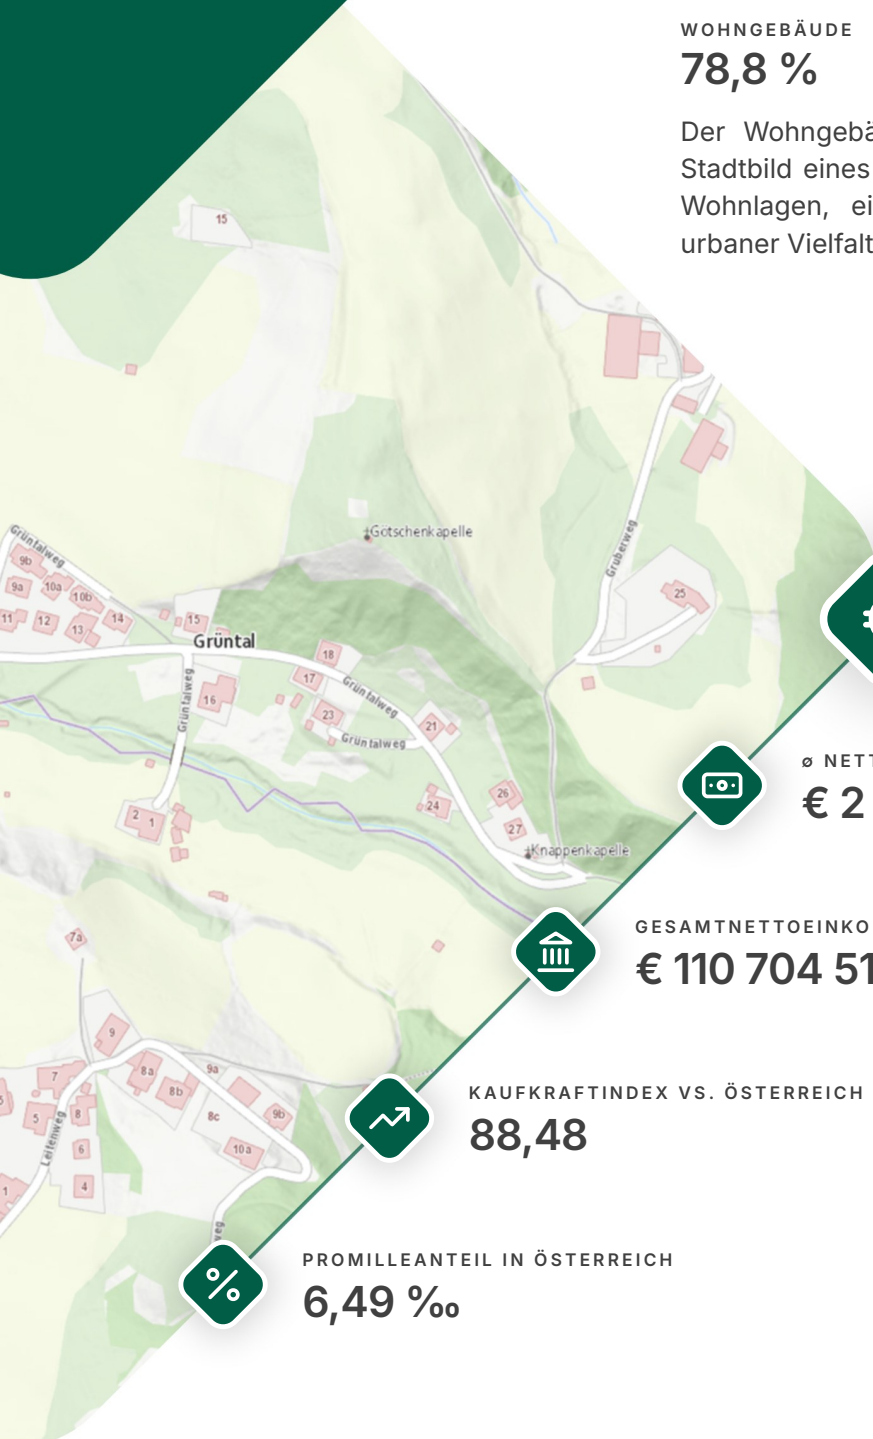 WOHNGEBÄUDE
78,8 %
Der Wohngebä
Stadtbild eines
Wohnlagen, ei
urbaner Vielfalt
15
Götschenkapelle
Grüntalweg
9b
9a
10a
10b
11
12
13
14
15
Grüntal
Gruberweg
25
18
17
16
Grüntalweg
Grüntalweg
23
Grüntalweg
21
26
24
27
2
1
Knappenkapelle
ø NETT
€ 2
GESAMTNETTOEINKO
€ 110 704 51
7a
9
8a
9a
8b
7
5
8
8c
9b
10a
6
4
1
Leitenweg
weg
KAUFKRAFTINDEX VS. ÖSTERREICH
88,48
PROMILLEANTEIL IN ÖSTERREICH
6,49 ‰